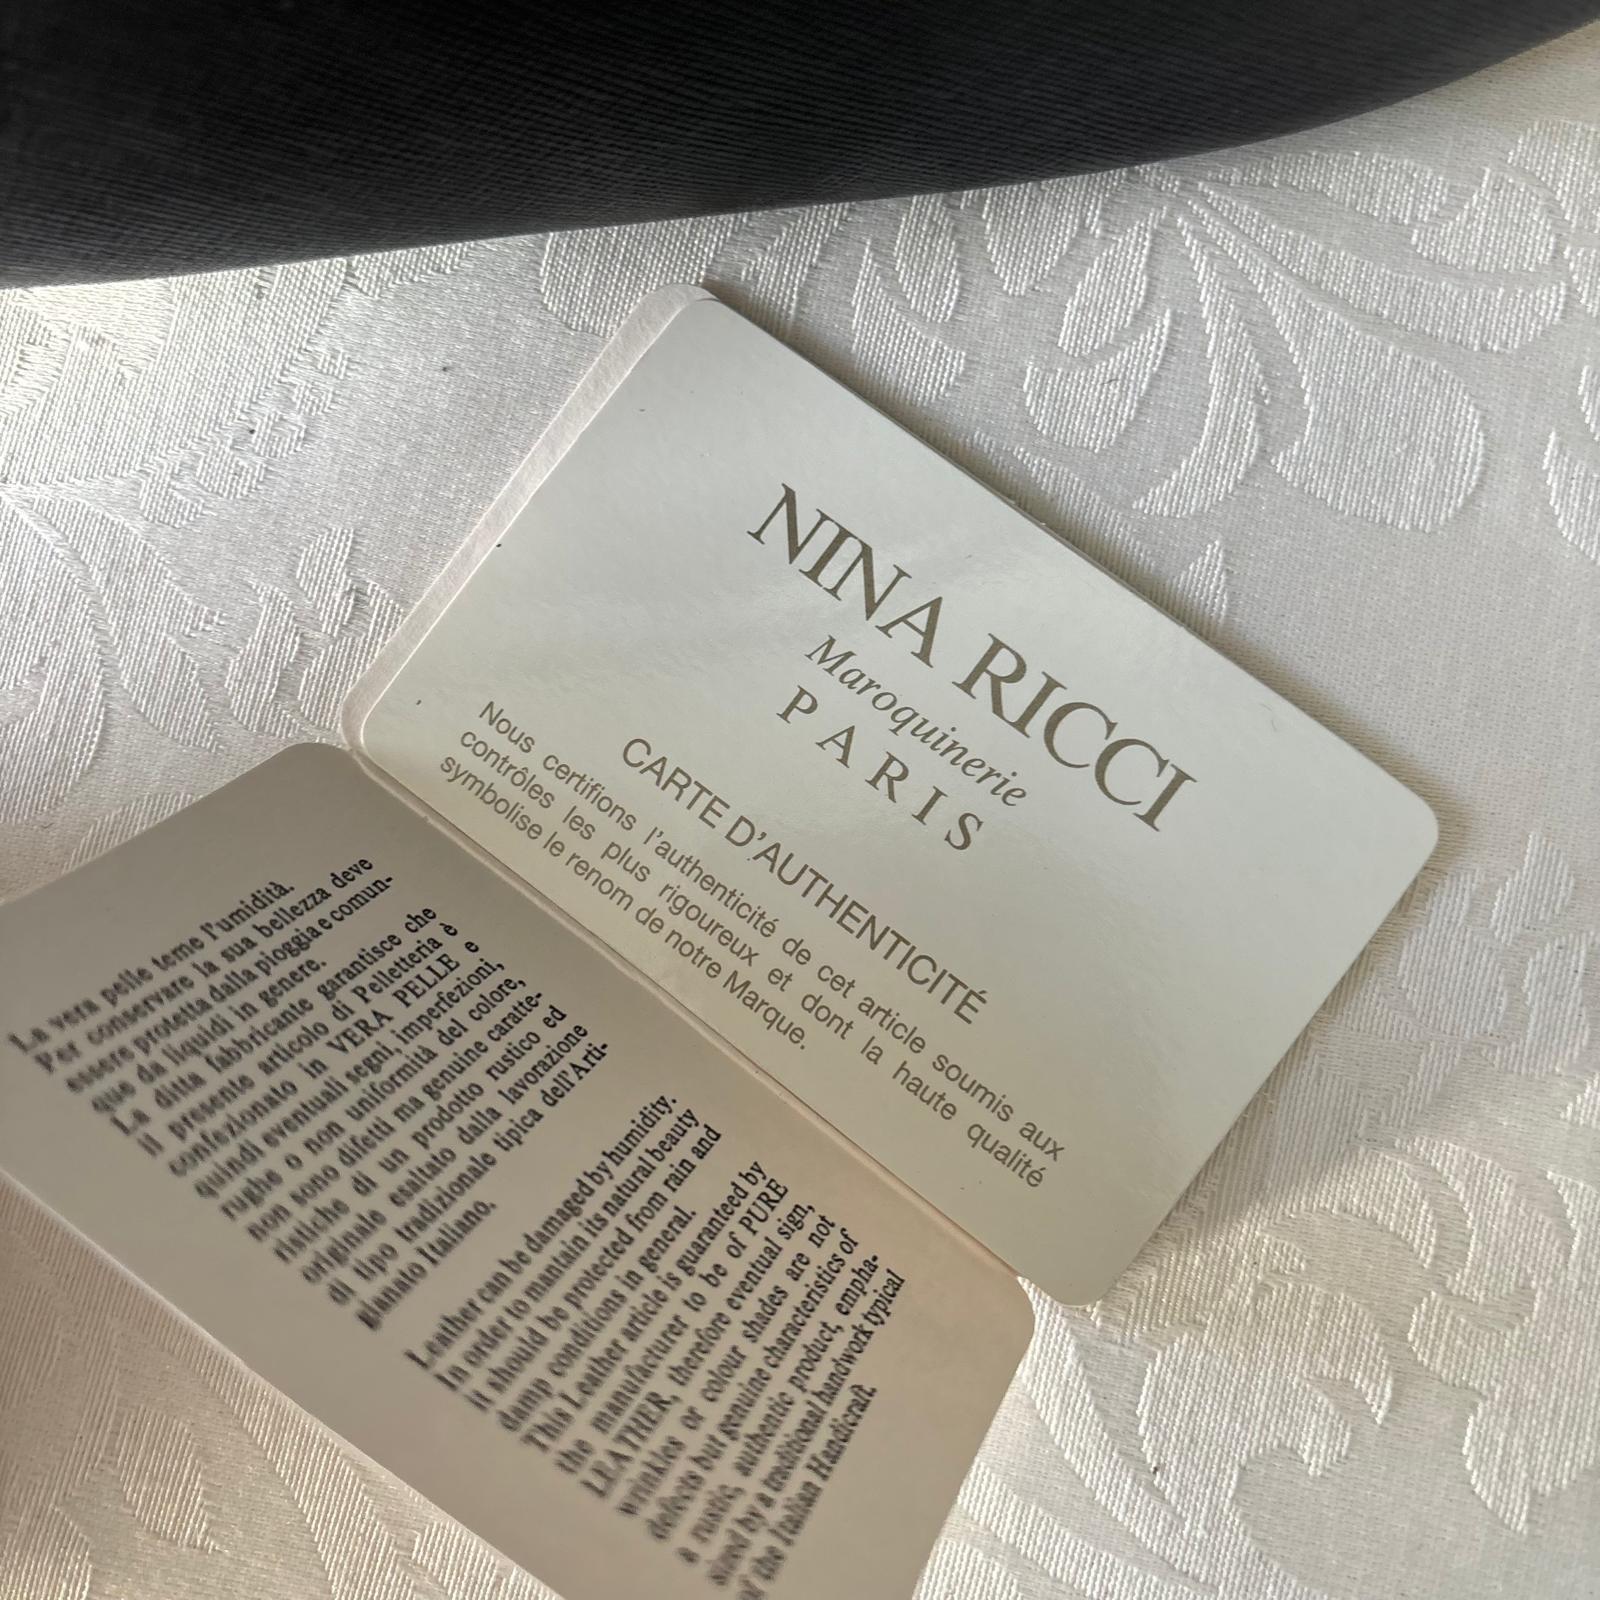 NINA RICCI
Maroquinerie
PARIS
CARTE D'AUTHENTICITÉ
Nous certifions l'authenticité de cet article soumis aux
contrôles les plus rigoureux et dont la haute qualité
symbolise le renom de notre Marque.
La vera pelle teme l'umidità.
Per conservare la sua bellezza deve
essere protetta dalla pioggia e comun-
que da liquidi in genere.
La ditta fabbricante garantisce che
il presente articolo di Pelletteria è
confezionato in VERA PELLE e
quindi eventuali segni, imperfezioni,
rughe o non uniformità del colore,
non sono difetti ma genuine caratte-
ristiche di un prodotto rustico ed
originale esaltato dalla lavorazione
di tipo tradizionale tipica dell'Arti-
gianato Italiano.
Leather can be damaged by humidity.
In order to mantain its natural beauty
it should be protected from rain and
damp conditions in general.
This Leather article is guaranteed by
the manufacturer to be of PURE
LEATHER, therefore eventual sign,
wrinkles or colour shades are not
defects but genuine characteristics of
a rustic, authentic product, empha-
sized by a traditional handwork typical
of the Italian Handicraft.